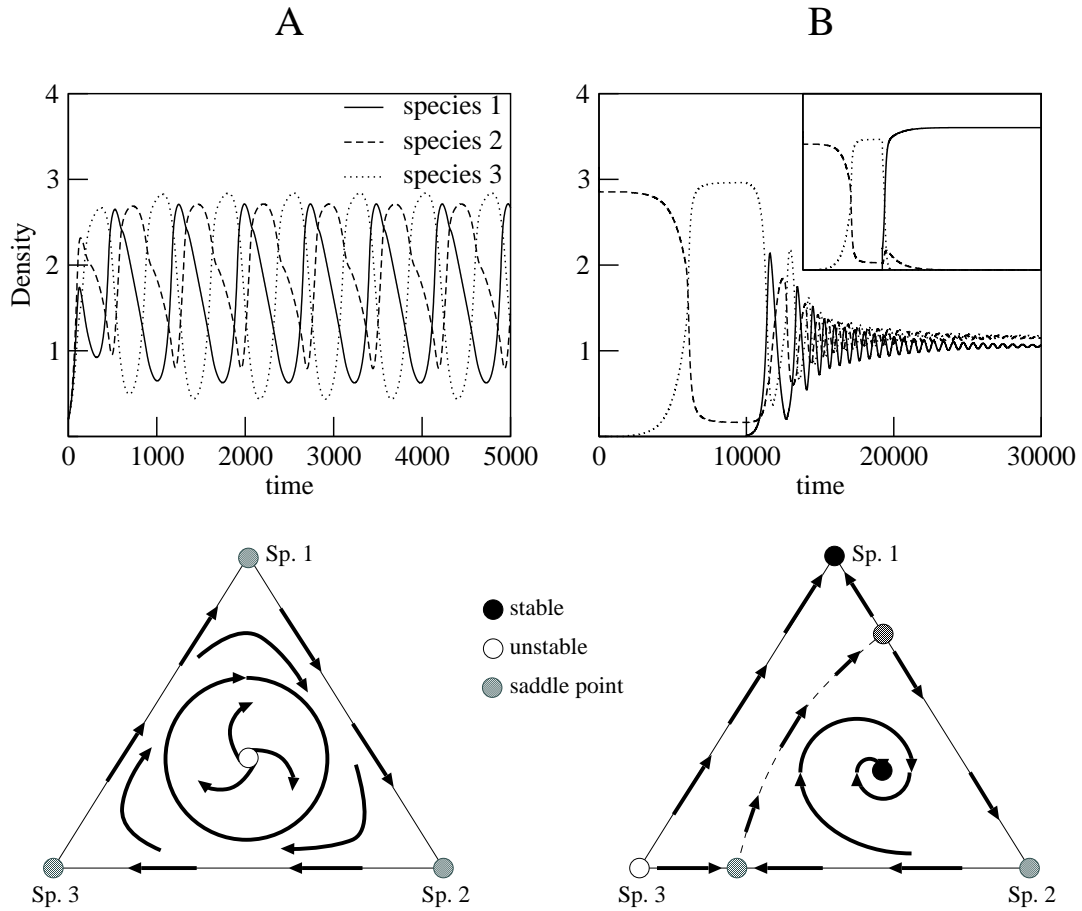 A
B
4
3
2
1
Density
species 1
species 2
species 3
0
1000
2000
3000
4000
5000
time
4
3
2
1
0
10000
20000
30000
time
Sp. 1
Sp. 3
Sp. 2
stable
unstable
saddle point
Sp. 1
Sp. 3
Sp. 2